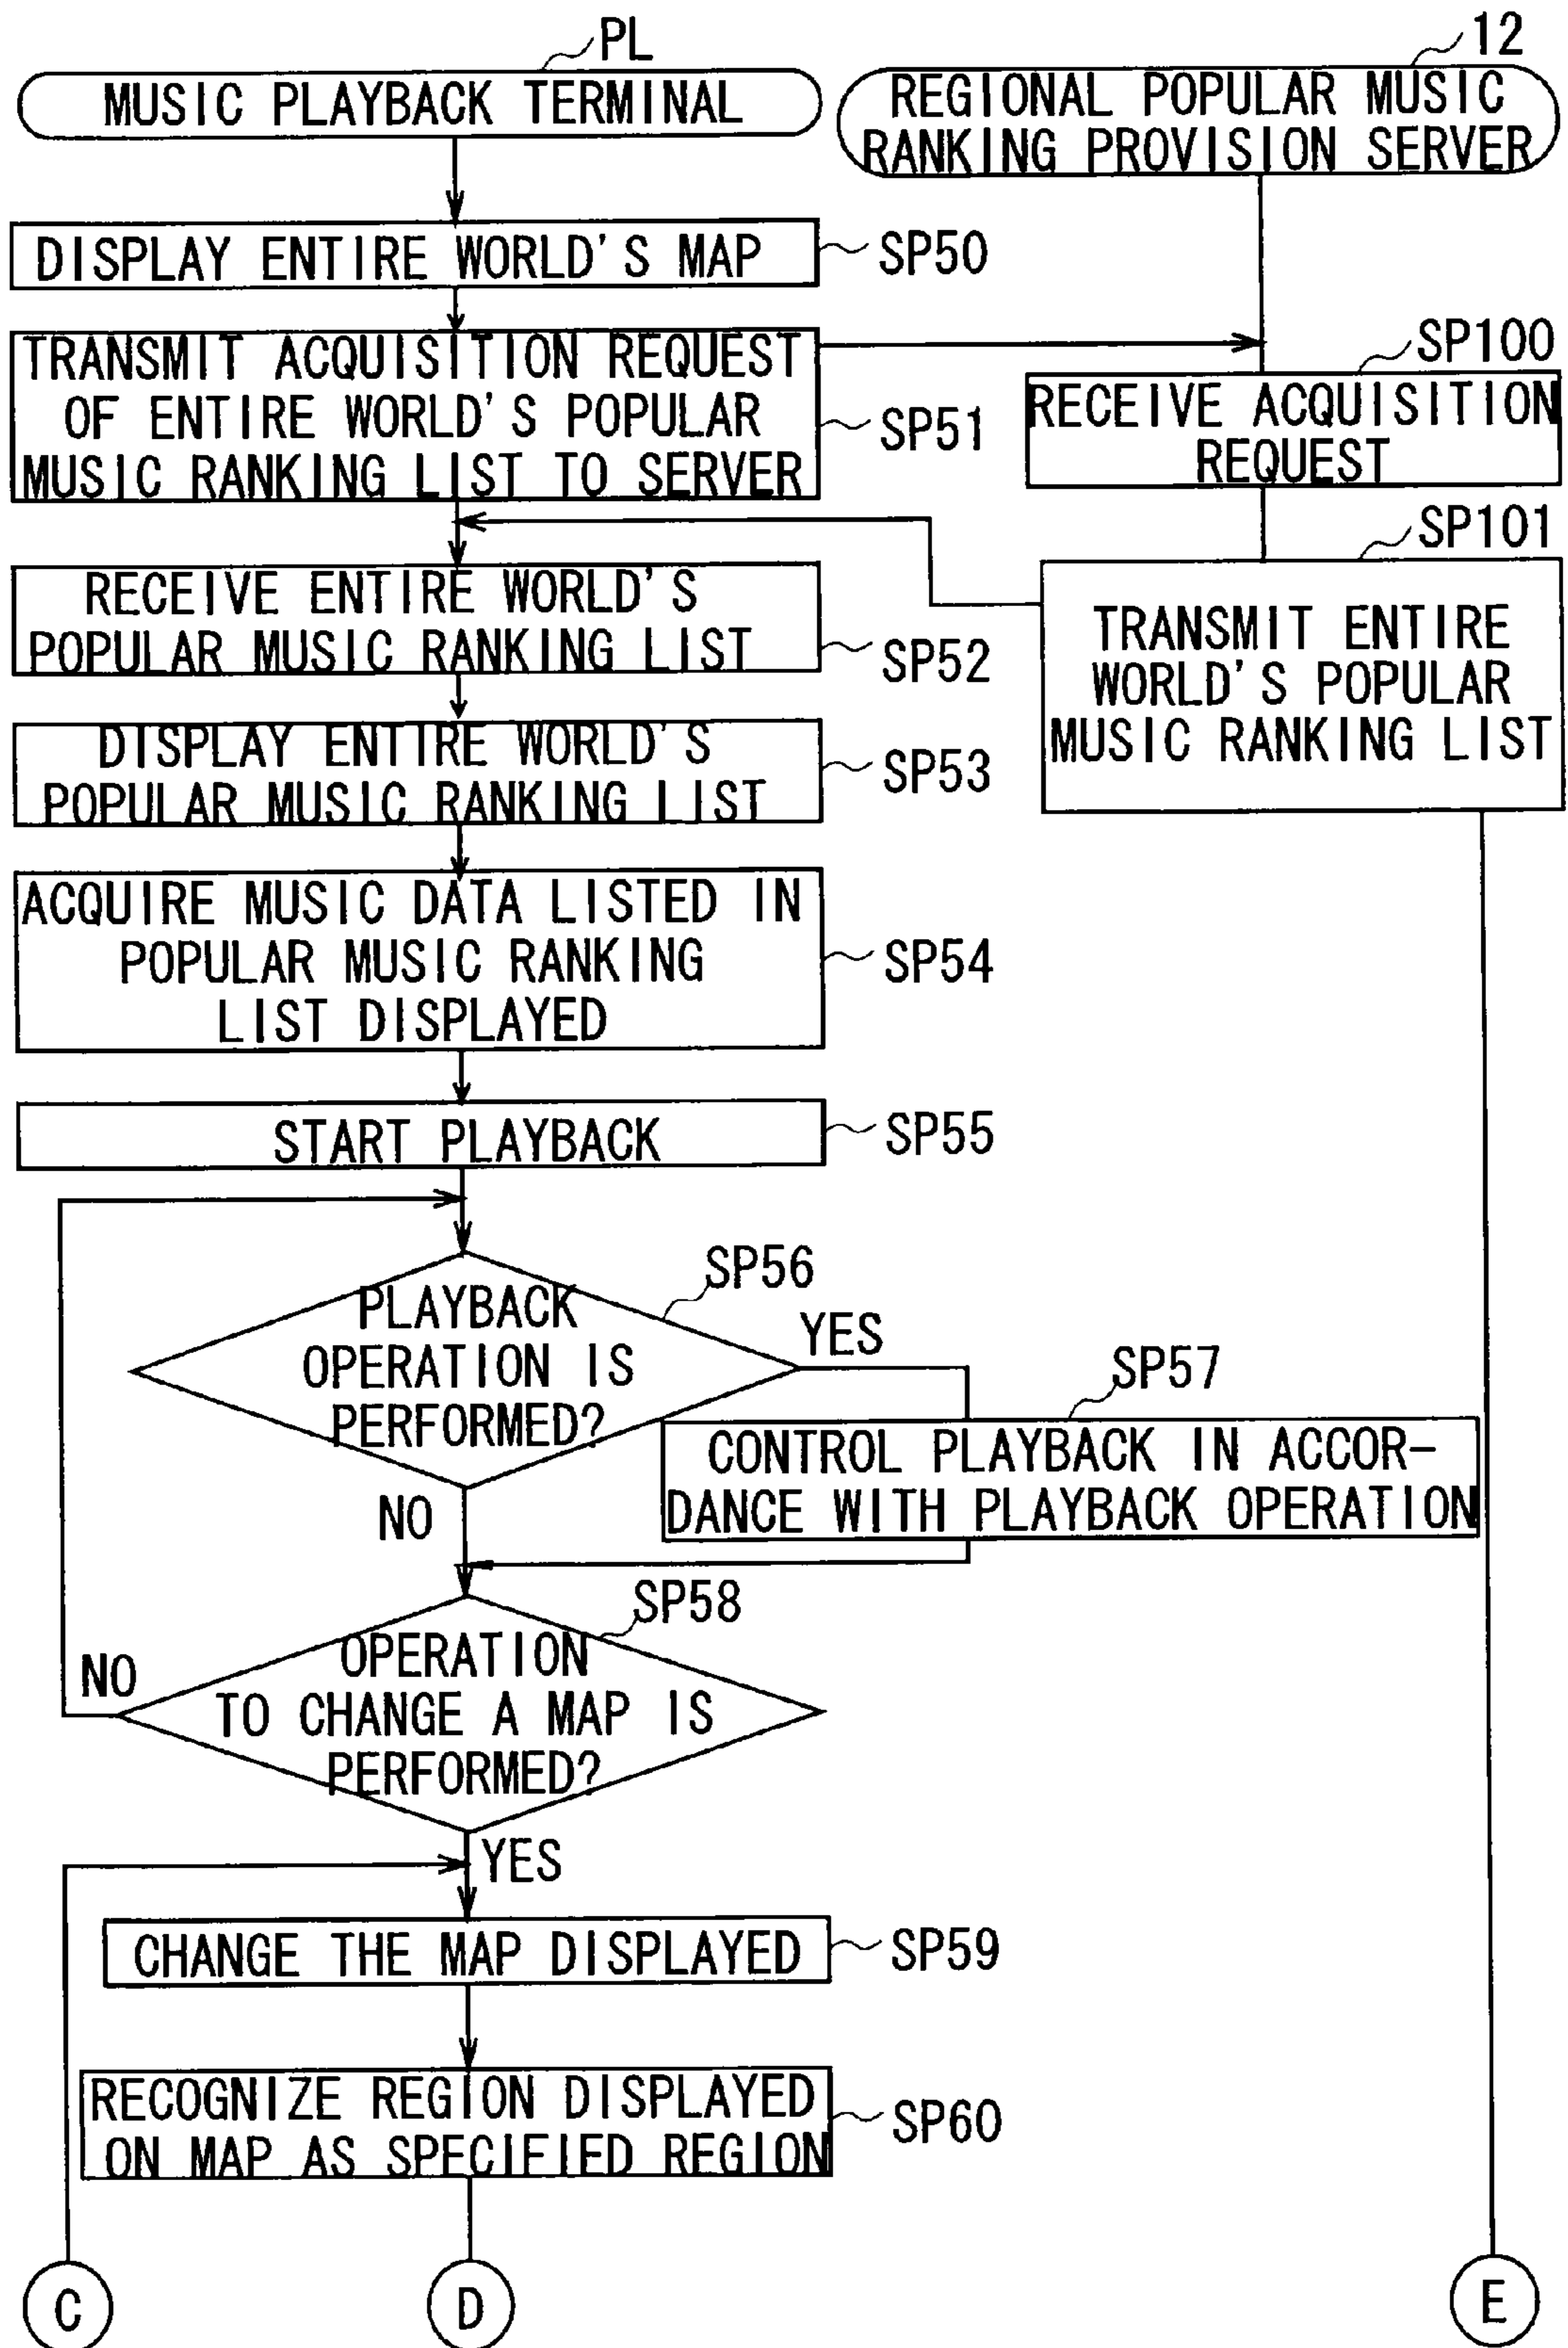 PL
MUSIC PLAYBACK TERMINAL
12
REGIONAL POPULAR MUSIC
RANKING PROVISION SERVER
DISPLAY ENTIRE WORLD'S MAP
SP50
TRANSMIT ACQUISITION REQUEST
OF ENTIRE WORLD'S POPULAR
MUSIC RANKING LIST TO SERVER
SP51
SP100
RECEIVE ACQUISITION
REQUEST
SP101
TRANSMIT ENTIRE
WORLD'S POPULAR
MUSIC RANKING LIST
RECEIVE ENTIRE WORLD'S
POPULAR MUSIC RANKING LIST
SP52
DISPLAY ENTIRE WORLD'S
POPULAR MUSIC RANKING LIST
SP53
ACQUIRE MUSIC DATA LISTED IN
POPULAR MUSIC RANKING
LIST DISPLAYED
SP54
START PLAYBACK
SP55
SP56
PLAYBACK
OPERATION IS
PERFORMED?
YES
NO
SP57
CONTROL PLAYBACK IN ACCOR-
DANCE WITH PLAYBACK OPERATION
SP58
OPERATION
TO CHANGE A MAP IS
PERFORMED?
NO
YES
CHANGE THE MAP DISPLAYED
SP59
RECOGNIZE REGION DISPLAYED
ON MAP AS SPECIFIED REGION
SP60
C
D
E